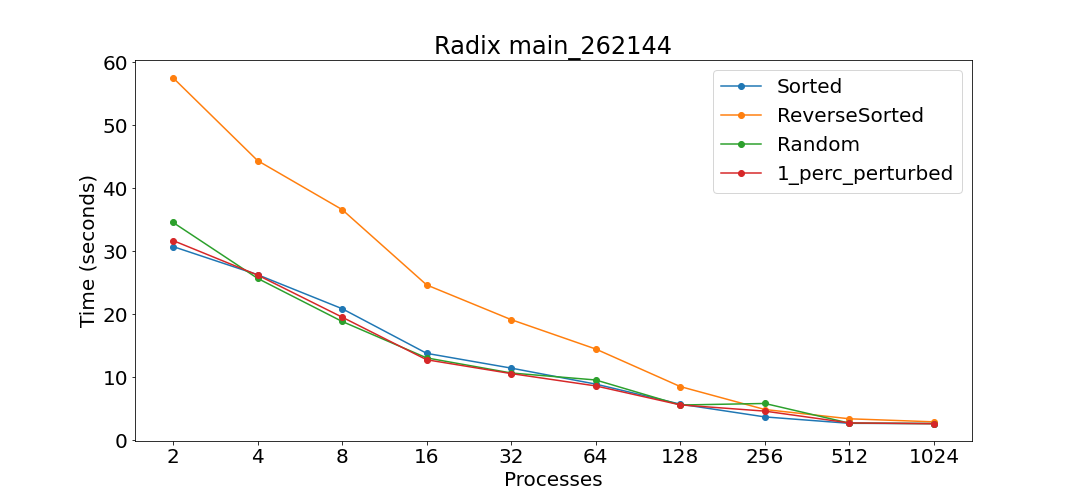 Radix main_262144
Sorted
ReverseSorted
Random
1_perc_perturbed
Time (seconds)
60
50
40
30
20
10
0
2 4 8 16 32 64 128 256 512 1024
Processes